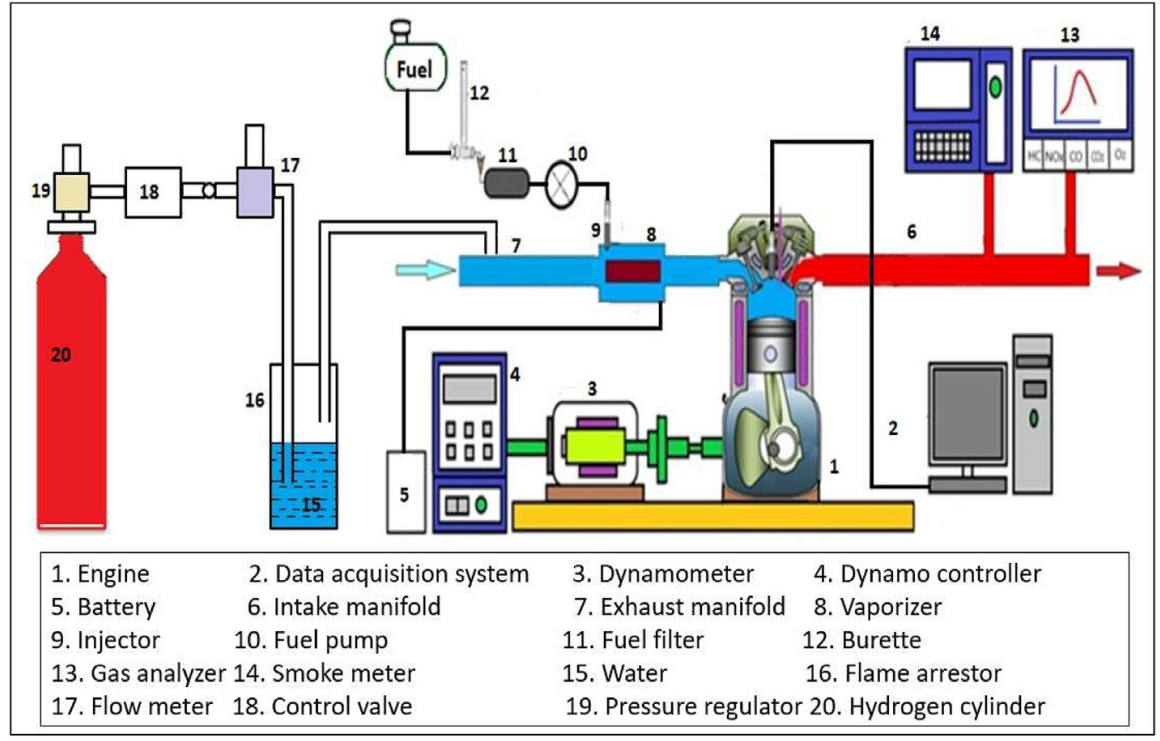 14 13
Fuel
12
HC NOx CO CO2 O2
17
11 10
19 18
9 8 6
7
20
4
3
16
2
1
5
15
1. Engine 2. Data acquisition system 3. Dynamometer 4. Dynamo controller
5. Battery 6. Intake manifold 7. Exhaust manifold 8. Vaporizer
9. Injector 10. Fuel pump 11. Fuel filter 12. Burette
13. Gas analyzer 14. Smoke meter 15. Water 16. Flame arrestor
17. Flow meter 18. Control valve 19. Pressure regulator 20. Hydrogen cylinder